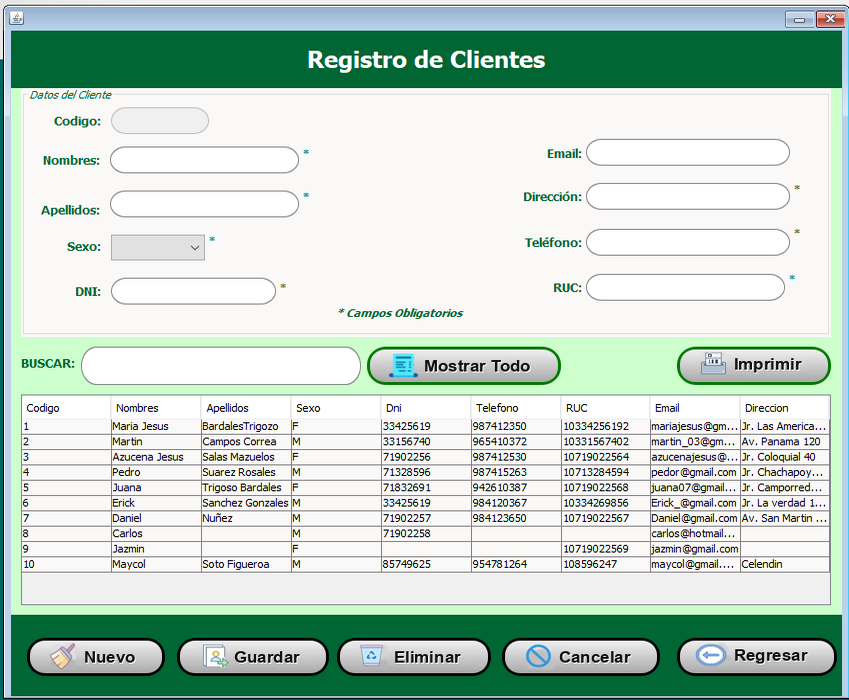 Registro de Clientes
Datos del Cliente
Codigo:
Nombres: *
Apellidos: *
Sexo: *
DNI: *
Email:
Dirección: *
Teléfono: *
RUC: *
* Campos Obligatorios
BUSCAR: Mostrar Todo Imprimir
Codigo Nombres Apellidos Sexo Dni Telefono RUC Email Direccion
1 Maria Jesus BardalesTrigozo F 33425619 987412350 10334256192 mariajesus@gm... Jr. Las America...
2 Martin Campos Correa M 33156740 965410372 10331567402 martin_03@gm... Av. Panama 120
3 Azucena Jesus Salas Mazuelos F 71902256 987412530 10719022564 azucenajesus@... Jr. Coloquial 40
4 Pedro Suarez Rosales M 71328596 987415263 10713284594 pedor@gmail.com Jr. Chachapoy...
5 Juana Trigoso Bardales F 71832691 942610387 10719022568 juana07@gmail... Jr. Camporred...
6 Erick Sanchez Gonzales M 33425619 984120367 10334269856 Erick_@gmail.com Jr. La verdad 1...
7 Daniel Nuñez M 71902257 984123650 10719022567 Daniel@gmail.com Av. San Martin ...
8 Carlos M 71902258 carlos@hotmail...
9 Jazmin F 10719022569 jazmin@gmail.com
10 Maycol Soto Figueroa M 85749625 954781264 108596247 maycol@gmail.... Celendin
Nuevo Guardar Eliminar Cancelar Regresar